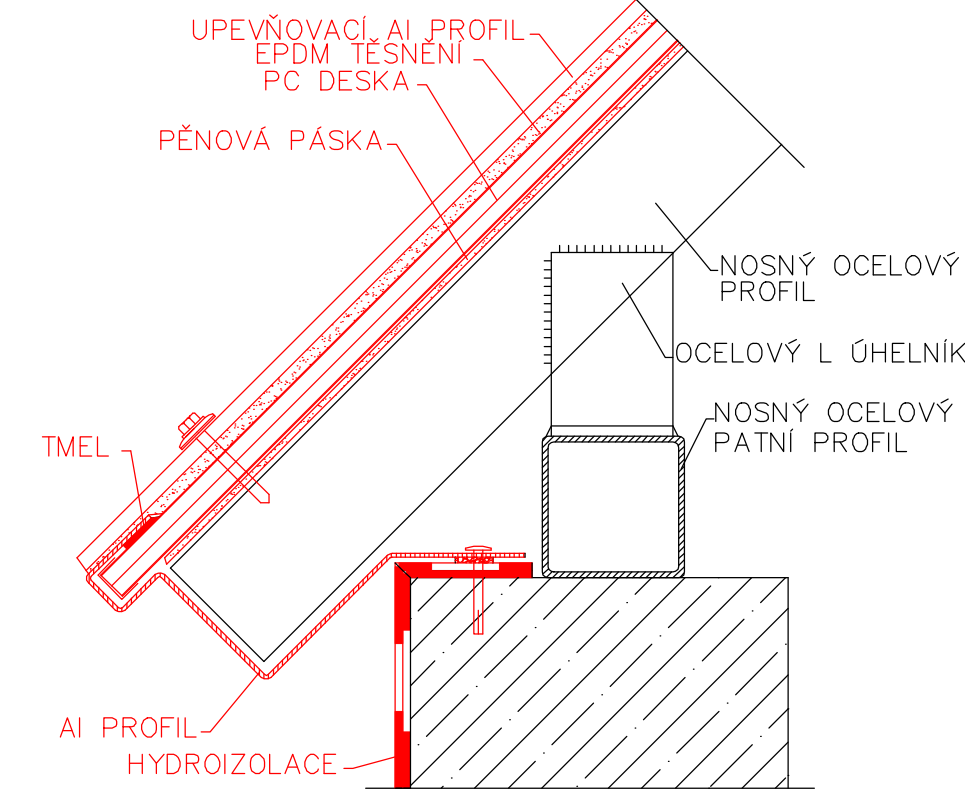 UPEVŇOVACÍ Al PROFIL
EPDM TĚSNĚNÍ
PC DESKA
PĚNOVÁ PÁSKA
NOSNÝ OCELOVÝ
PROFIL
OCELOVÝ L ÚHELNÍK
NOSNÝ OCELOVÝ
PATNÍ PROFIL
TMEL
Al PROFIL
HYDROIZOLACE